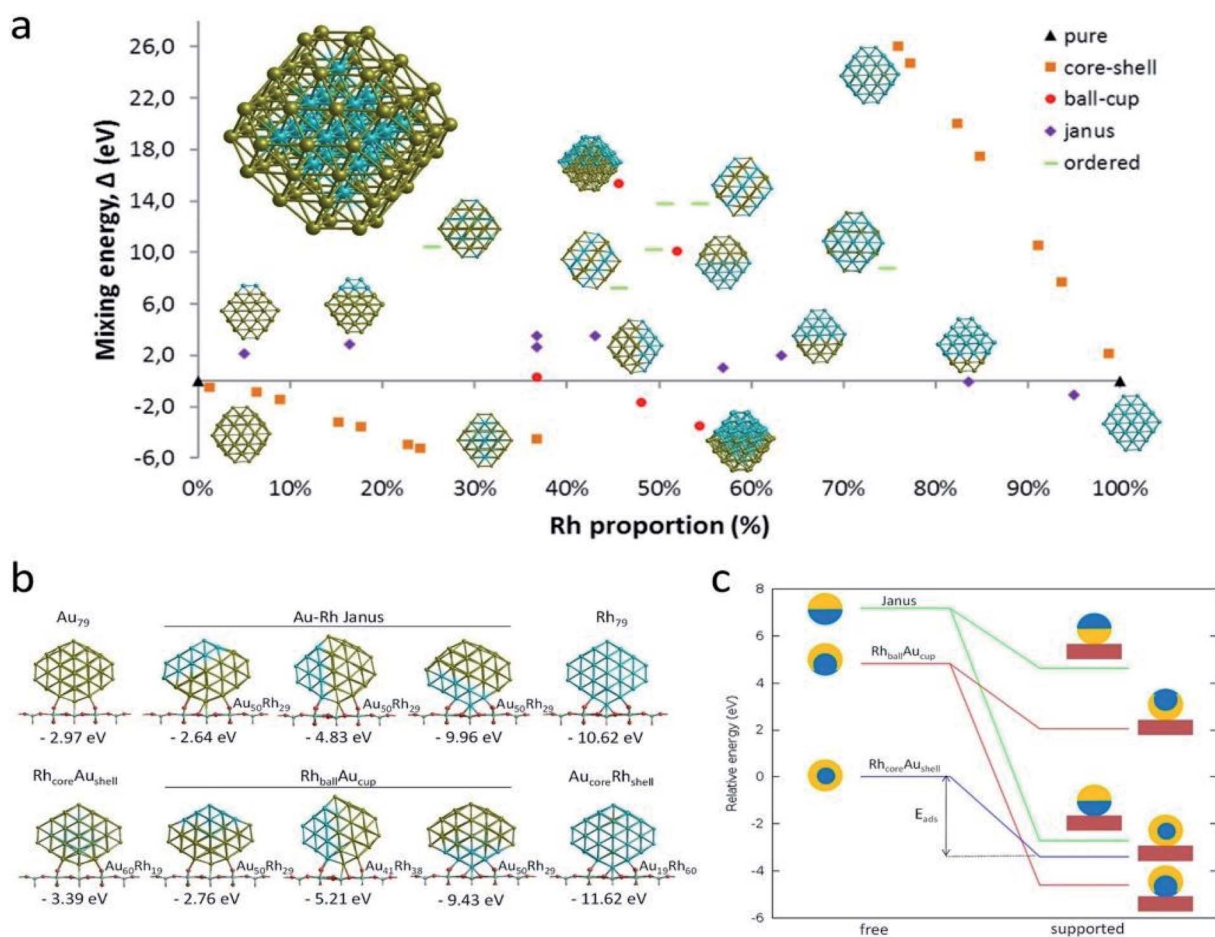 a
Mixing energy, Δ (eV)
26,0
22,0
18,0
14,0
10,0
6,0
2,0
-2,0
-6,0
pure
core-shell
ball-cup
janus
ordered
0% 10% 20% 30% 40% 50% 60% 70% 80% 90% 100%
Rh proportion (%)
b
Au79 Au-Rh Janus Rh79
Au50Rh29 Au50Rh29 Au50Rh29
- 2.97 eV - 2.64 eV -4.83 eV -9.96 eV - 10.62 eV
RhcoreAushell RhballAucup AucoreRhshell
Au60Rh19 Au50Rh29 Au41Rh38 Au50Rh29 Au19Rh60
- 3.39 eV - 2.76 eV -5.21 eV - 9.43 eV - 11.62 eV
c
Relative energy (eV)
8
6
4
2
0
-2
-4
-6
Janus
RhballAucup
RhcoreAushell
Eads
free supported